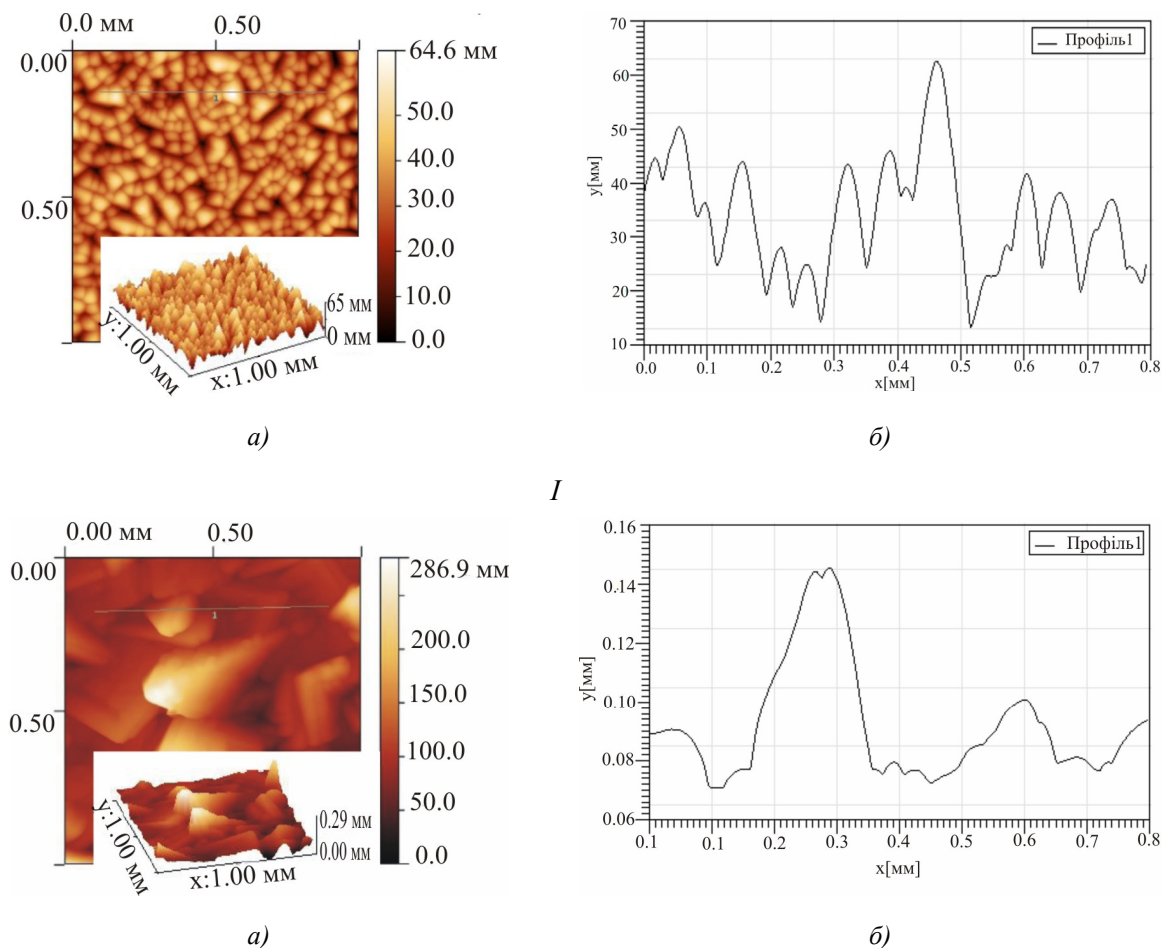 0.0 мм 0.50
0.00
0.50
64.6 мм
50.0
40.0
30.0
20.0
10.0
0.0
1
65 мм
0 мм
y:1.00 мм
x:1.00 мм
70
60
50
40
30
20
10
y[мм]
Профіль1
0.0 0.1 0.2 0.3 0.4 0.5 0.6 0.7 0.8
x[мм]
а) б)
I
0.00 мм 0.50
0.00
0.50
286.9 мм
200.0
150.0
100.0
50.0
0.0
1
0.29 мм
0.00 мм
y:1.00 мм
x:1.00 мм
0.16
0.14
0.12
0.10
0.08
0.06
y[мм]
Профіль1
0.1 0.1 0.2 0.3 0.4 0.5 0.6 0.7 0.8
x[мм]
а) б)